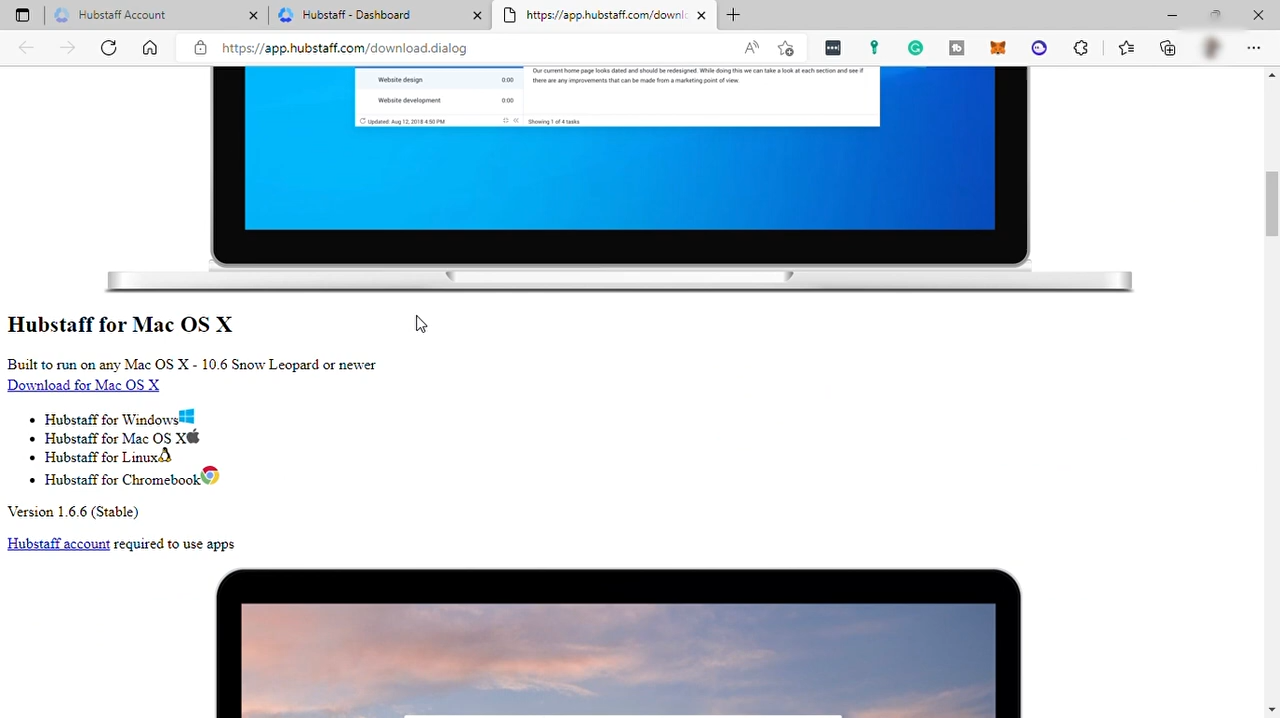 Hubstaff Account
Hubstaff - Dashboard
https://app.hubstaff.com/downl
https://app.hubstaff.com/download.dialog
Website design 0:00
Website development 0:00
Updated: Aug 12, 2018 4:50 PM
Our current home page looks dated and should be redesigned. While doing this we can take a look at each section and see if
there are any improvements that can be made from a marketing point of view.
Showing 1 of 4 tasks
Hubstaff for Mac OS X
Built to run on any Mac OS X - 10.6 Snow Leopard or newer
Download for Mac OS X
Hubstaff for Windows
Hubstaff for Mac OS X
Hubstaff for Linux
Hubstaff for Chromebook
Version 1.6.6 (Stable)
Hubstaff account required to use apps